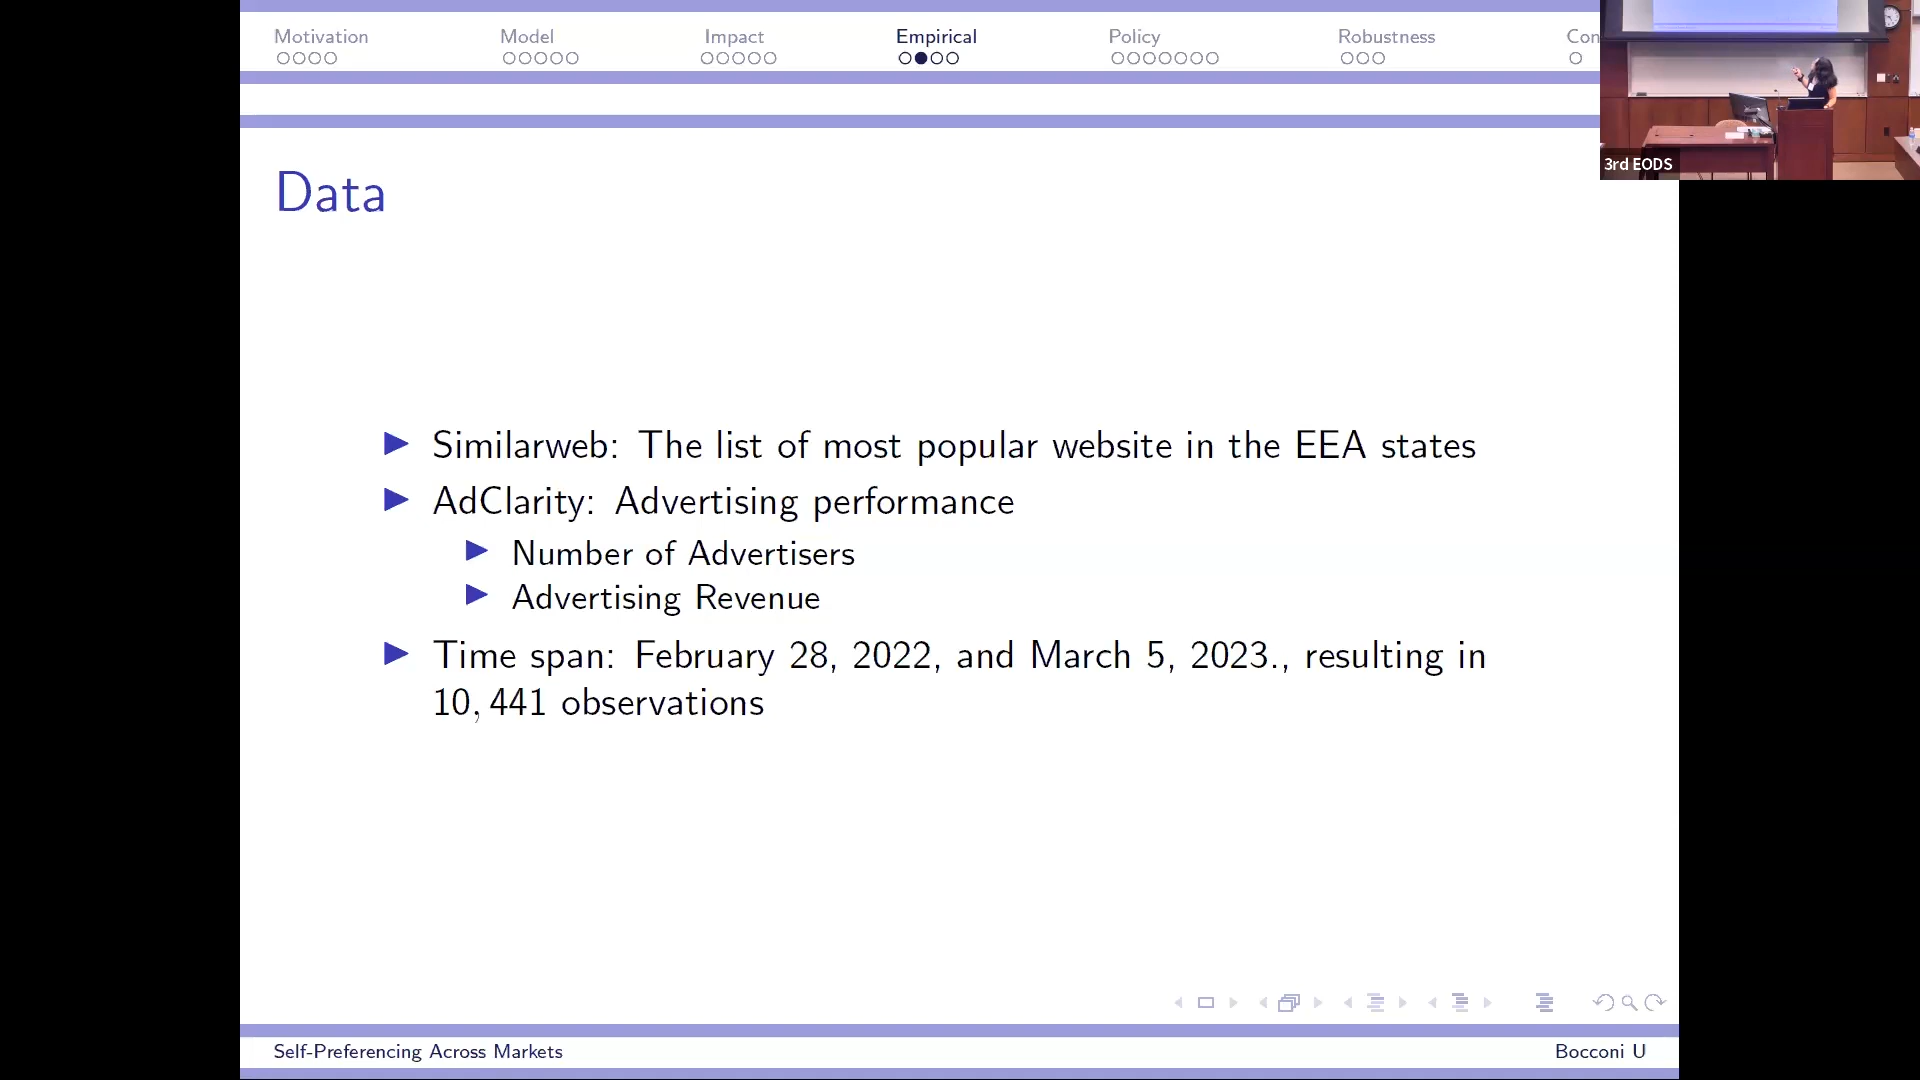 Motivation
Model
Impact
Empirical
Policy
Robustness
Con
3rd EODS
Data
Similarweb: The list of most popular website in the EEA states
AdClarity: Advertising performance
Number of Advertisers
Advertising Revenue
Time span: February 28, 2022, and March 5, 2023., resulting in
10, 441 observations
Self-Preferencing Across Markets
Bocconi U